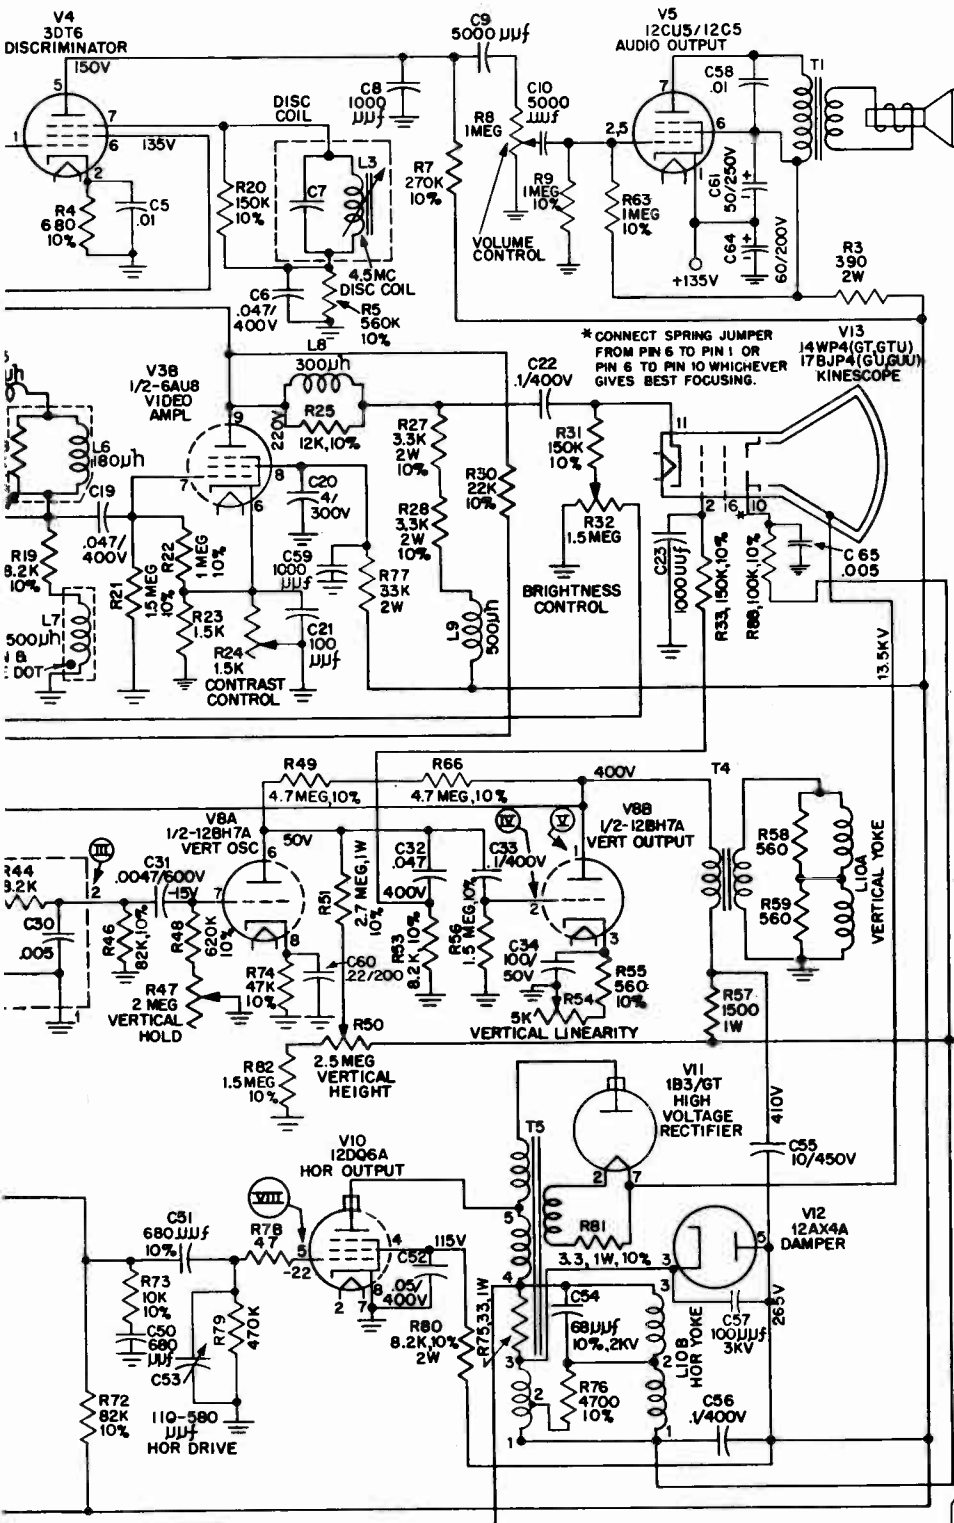 V4
3DT6
DISCRIMINATOR
150V
5
7
6
1
2
135V
R4
680
10%
C5
.01
R20
150K
10%
DISC
COIL
C7
L3
4.5MC
DISC COIL
C6
.047/
400V
R5
560K
10%
C8
1000
µµf
C9
5000 µµf
R7
270K
10%
R8
1MEG
C10
5000
µµf
VOLUME
CONTROL
R9
1MEG
10%
V5
12CU5/12C5
AUDIO OUTPUT
7
2,5
6
1
R63
1MEG
10%
C58
.01
C61
50/250V
C64
60/200V
+135V
T1
R3
390
2W
* CONNECT SPRING JUMPER
FROM PIN 6 TO PIN 1 OR
PIN 6 TO PIN 10 WHICHEVER
GIVES BEST FOCUSING.
V13
14WP4(GT,GTU)
17BJP4(GU,GUU)
KINESCOPE
11
2
6
10
*
V3B
1/2-6AU8
VIDEO
AMPL
9
7
8
6
220V
L8
300µh
R25
12K,10%
C22
.1/400V
R27
3.3K
2W
10%
R28
3.3K
2W
10%
R30
22K
10%
R31
150K
10%
R32
1.5MEG
BRIGHTNESS
CONTROL
C23
1000UUf
R33,150K,10%
R88,100K,10%
C65
.005
13.5KV
L6
180µh
C19
.047/
400V
R19
8.2K
10%
L7
500µh
N &
E DOT
R21
1.5MEG
10%
R22
1 MEG
10%
R23
1.5K
R24
1.5K
CONTRAST
CONTROL
C20
4/
300V
C59
1000
µµf
C21
100
µµf
R77
33K
2W
L9
500µh
R49
4.7MEG,10%
R66
4.7MEG,10%
400V
T4
V8A
1/2-12BH7A
VERT OSC
6
50V
7
8
III
R44
8.2K
2
C30
.005
C31
.0047/600V
-15V
R46
82K,10%
R48
620K
10%
R47
2 MEG
VERTICAL
HOLD
R74
47K
10%
C60
.22/200
R51
2.7 MEG,1W
10%
C32
.047
400V
R53
8.2K,10%
C33
.1/400V
R56
1.5 MEG,10%
IV
V
V8B
1/2-12BH7A
VERT OUTPUT
1
2
3
C34
100/
50V
R55
560
10%
R54
5K
VERTICAL LINEARITY
R50
2.5MEG
VERTICAL
HEIGHT
R82
1.5MEG
10%
R58
560
R59
560
L10A
VERTICAL YOKE
R57
1500
1W
410V
C55
10/450V
V11
1B3/GT
HIGH
VOLTAGE
RECTIFIER
2
7
T5
5
4
3
2
1
R81
3.3, 1W, 10%
V12
12AX4A
DAMPER
5
3
C57
100µµf
3KV
265V
V10
12DQ6A
HOR OUTPUT
VIII
5
-22
4
8
2
7
115V
C52
.05/
400V
C51
680µµf
10%
R78
47
R73
10K
10%
C50
680
µµf
C53
R79
470K
110-580
µµf
HOR DRIVE
R72
82K
10%
R80
8.2K,10%
2W
R75,33,1W
C54
68µµf
10%,2KV
R76
4700
10%
L10B
HOR YOKE
3
2
1
C56
.1/400V